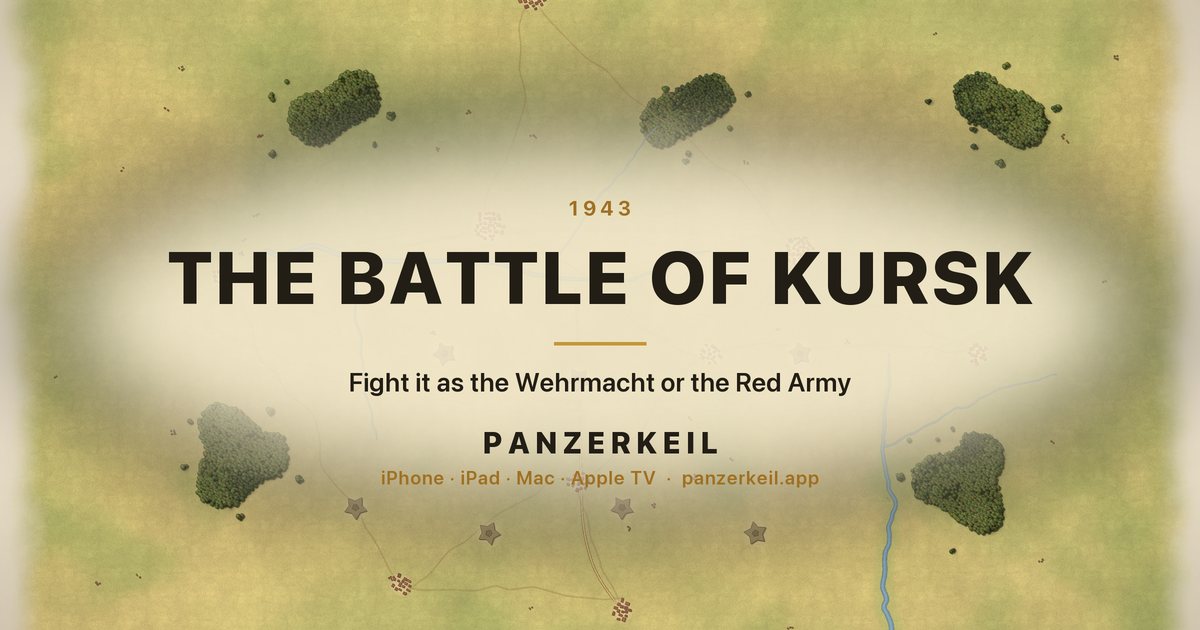 1943
THE BATTLE OF KURSK
Fight it as the Wehrmacht or the Red Army
PANZERKEIL
iPhone · iPad · Mac · Apple TV · panzerkeil.app